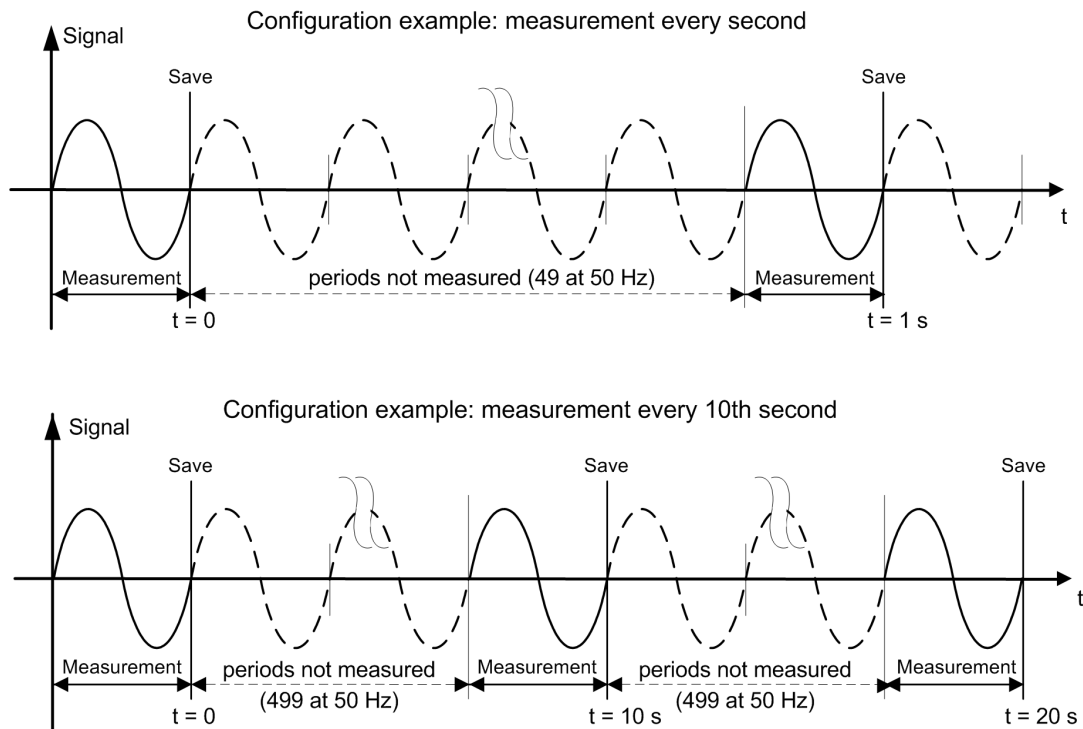 Configuration example: measurement every second
Signal
Save
Save
t
Measurement
periods not measured (49 at 50 Hz)
Measurement
t = 0
t = 1 s
Configuration example: measurement every 10th second
Signal
Save
Save
Save
t
Measurement
periods not measured
(499 at 50 Hz)
Measurement
periods not measured
(499 at 50 Hz)
Measurement
t = 0
t = 10 s
t = 20 s